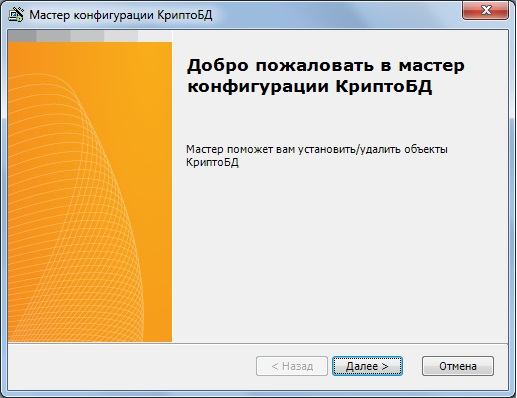 Мастер конфигурации КриптоБД
Добро пожаловать в мастер
конфигурации КриптоБД
Мастер поможет вам установить/удалить объекты
КриптоБД
< Назад
Далее >
Отмена